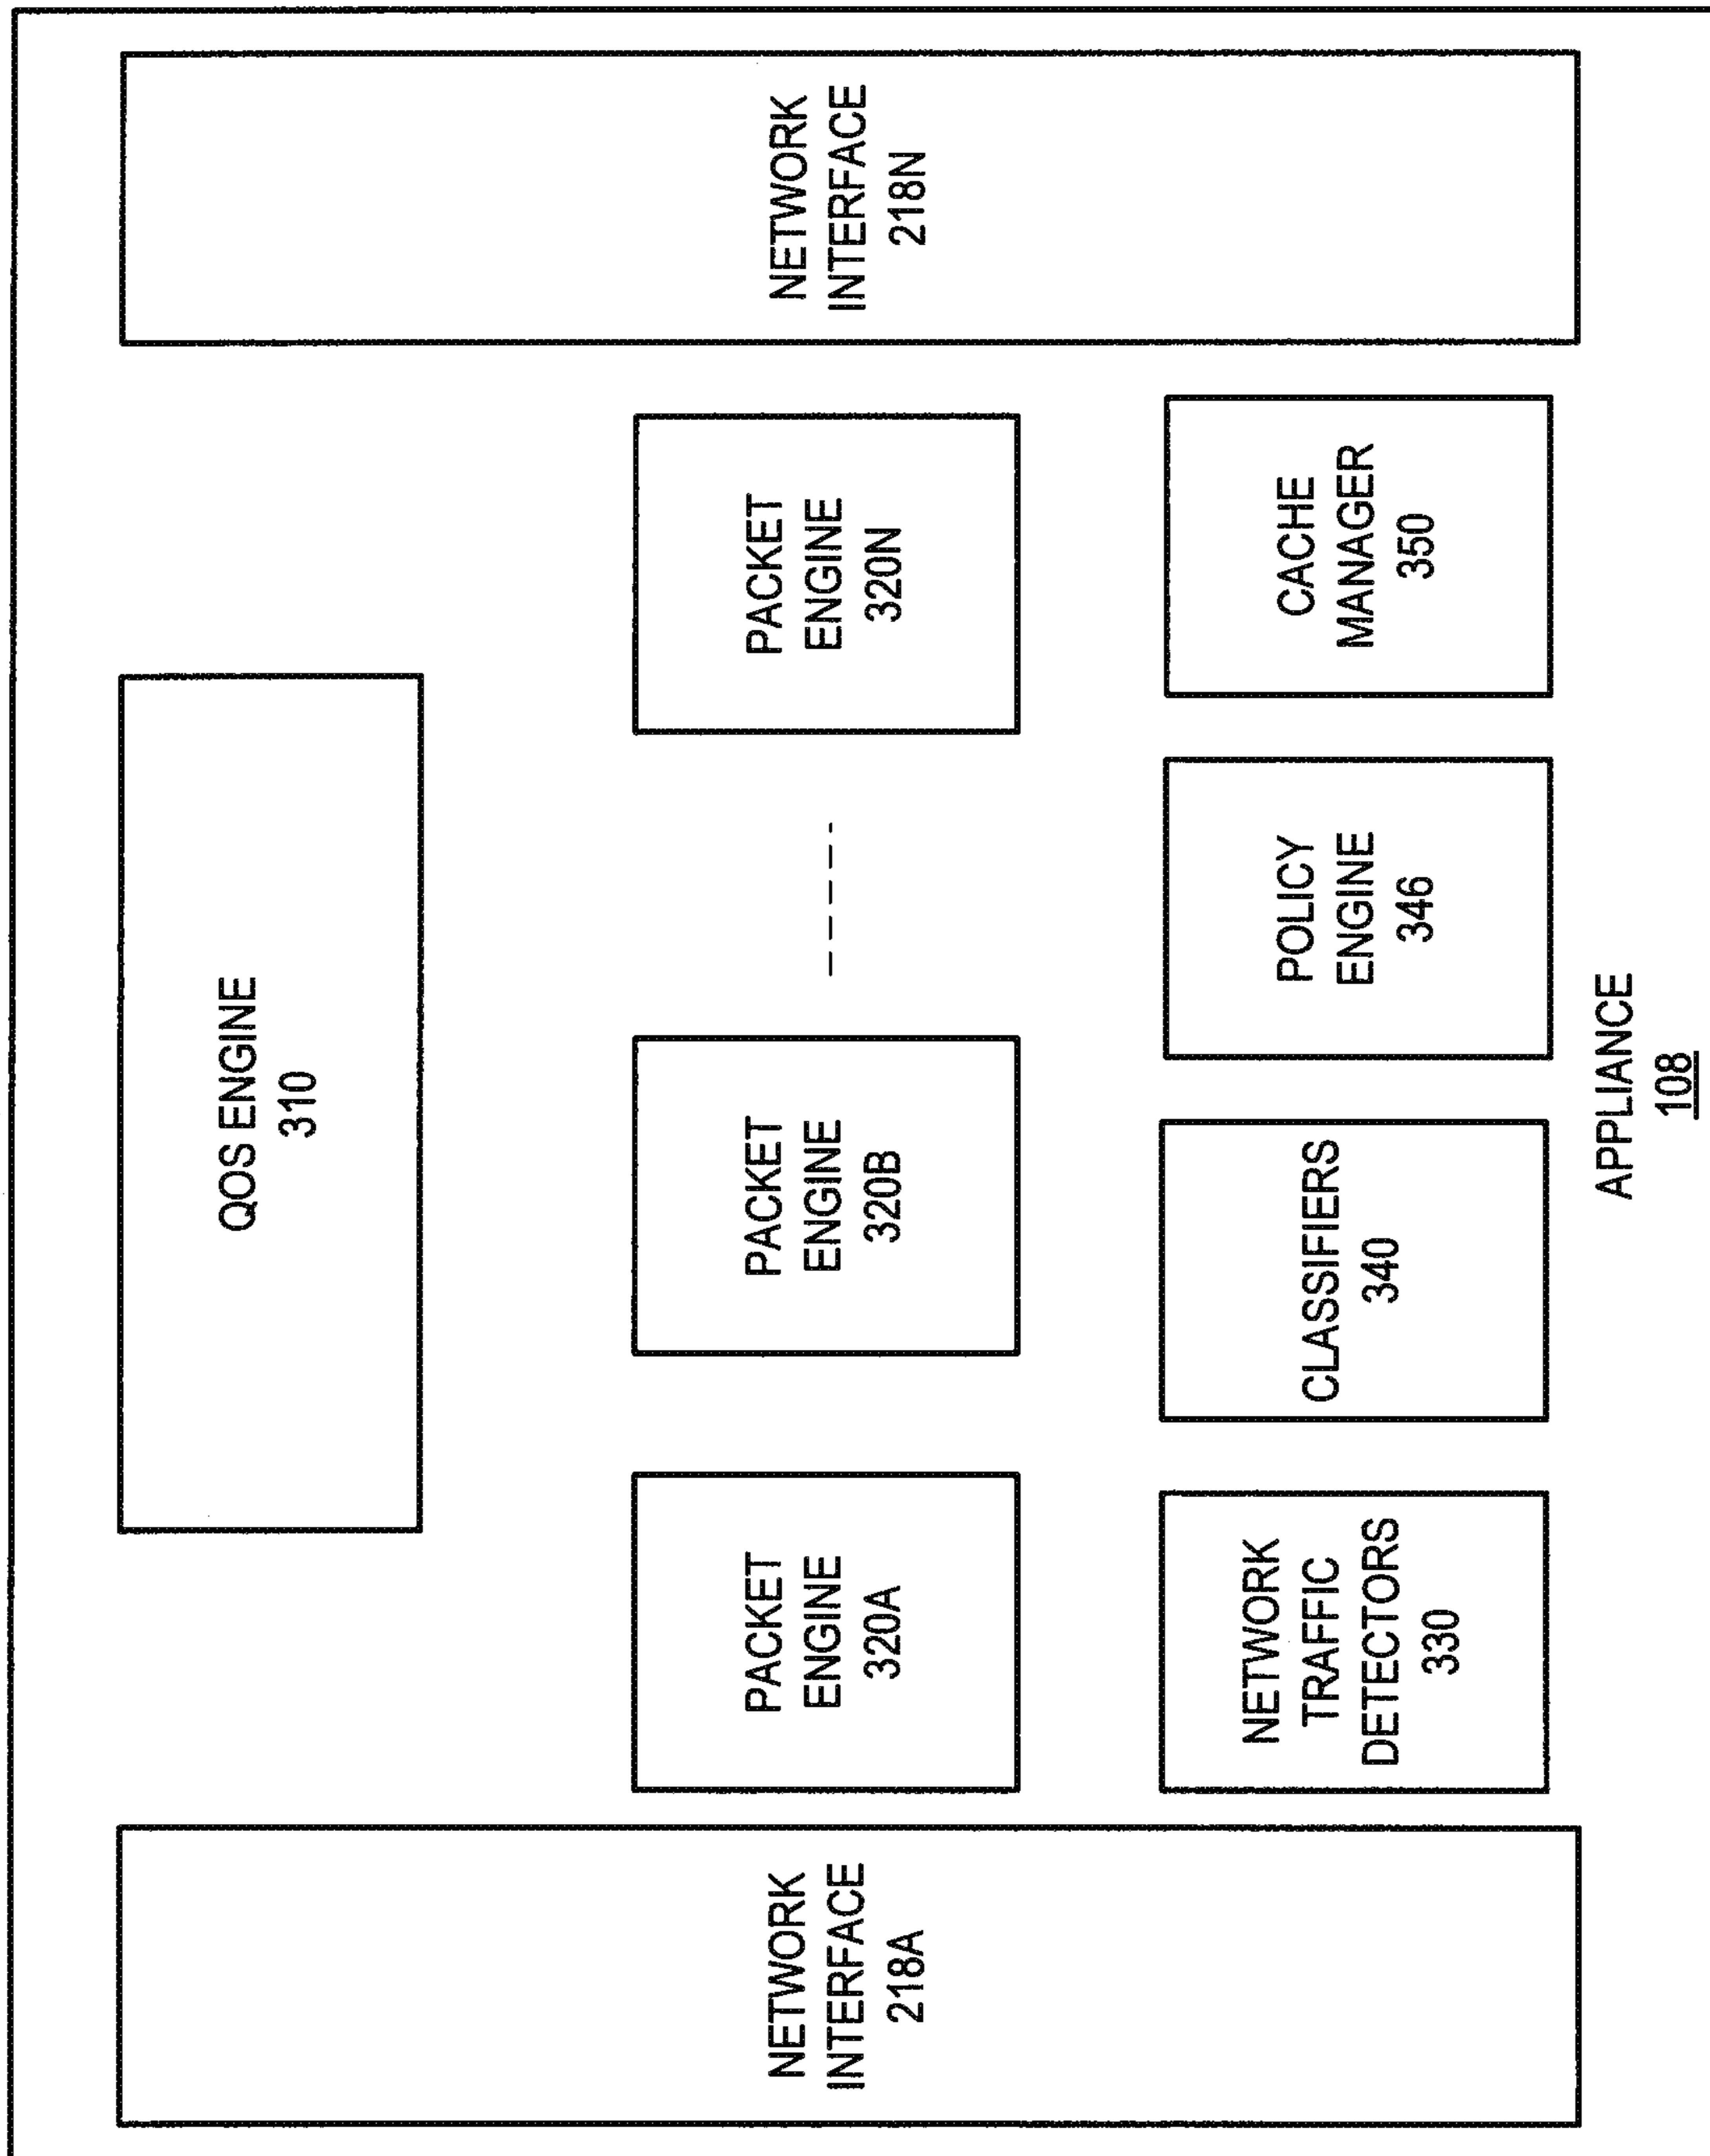 QOS ENGINE
310
NETWORK
INTERFACE
218A
PACKET
ENGINE
320A
PACKET
ENGINE
320B
PACKET
ENGINE
320N
NETWORK
INTERFACE
218N
NETWORK
TRAFFIC
DETECTORS
330
CLASSIFIERS
340
POLICY
ENGINE
346
CACHE
MANAGER
350
APPLIANCE
108